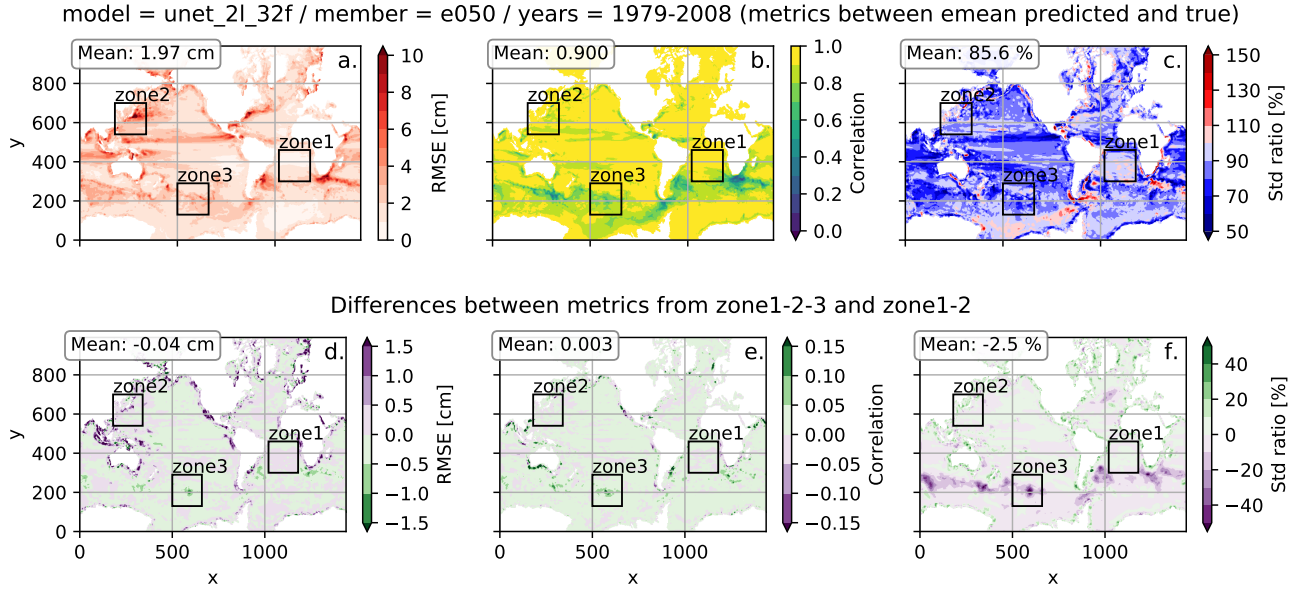 model = unet_2l_32f / member = e050 / years = 1979-2008 (metrics between emean predicted and true)
Mean: 1.97 cm
a.
zone2
zone1
zone3
y
800
600
400
200
0
10
8
6
4
2
0
RMSE [cm]
Mean: 0.900
b.
zone2
zone1
zone3
1.0
0.8
0.6
0.4
0.2
0.0
Correlation
Mean: 85.6 %
c.
zone2
zone1
zone3
150
130
110
90
70
50
Std ratio [%]
Differences between metrics from zone1-2-3 and zone1-2
Mean: -0.04 cm
d.
zone2
zone1
zone3
y
800
600
400
200
0
0
500
1000
x
1.5
1.0
0.5
0.0
−0.5
−1.0
−1.5
RMSE [cm]
Mean: 0.003
e.
zone2
zone1
zone3
0
500
1000
x
0.15
0.10
0.05
0.00
−0.05
−0.10
−0.15
Correlation
Mean: -2.5 %
f.
zone2
zone1
zone3
0
500
1000
x
40
20
0
−20
−40
Std ratio [%]